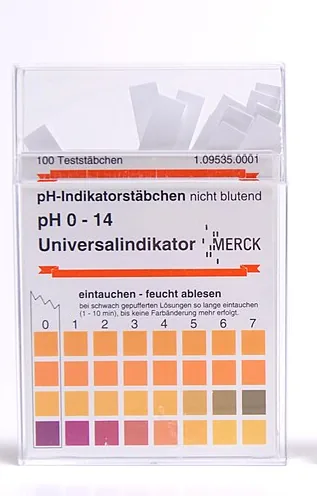 100 Teststäbchen 1.09535.0001
pH-Indikatorstäbchen nicht blutend
pH 0 - 14
Universalindikator MERCK
eintauchen - feucht ablesen
bei schwach gepufferten Lösungen so lange eintauchen
(1 - 10 min), bis keine Farbänderung mehr erfolgt.
0 1 2 3 4 5 6 7